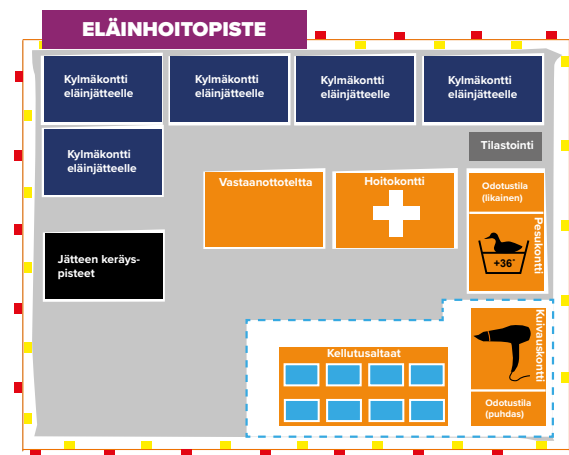 ELÄINHOITOPISTE
Kylmäkontti
eläinjätteelle
Kylmäkontti
eläinjätteelle
Kylmäkontti
eläinjätteelle
Kylmäkontti
eläinjätteelle
Kylmäkontti
eläinjätteelle
Tilastointi
Vastaanottoteltta
Hoitokontti
Odotustila
(likainen)
Pesukontti
+36°
Jätteen keräys-
pisteet
Kellutusaltaat
Kuivauskontti
Odotustila
(puhdas)